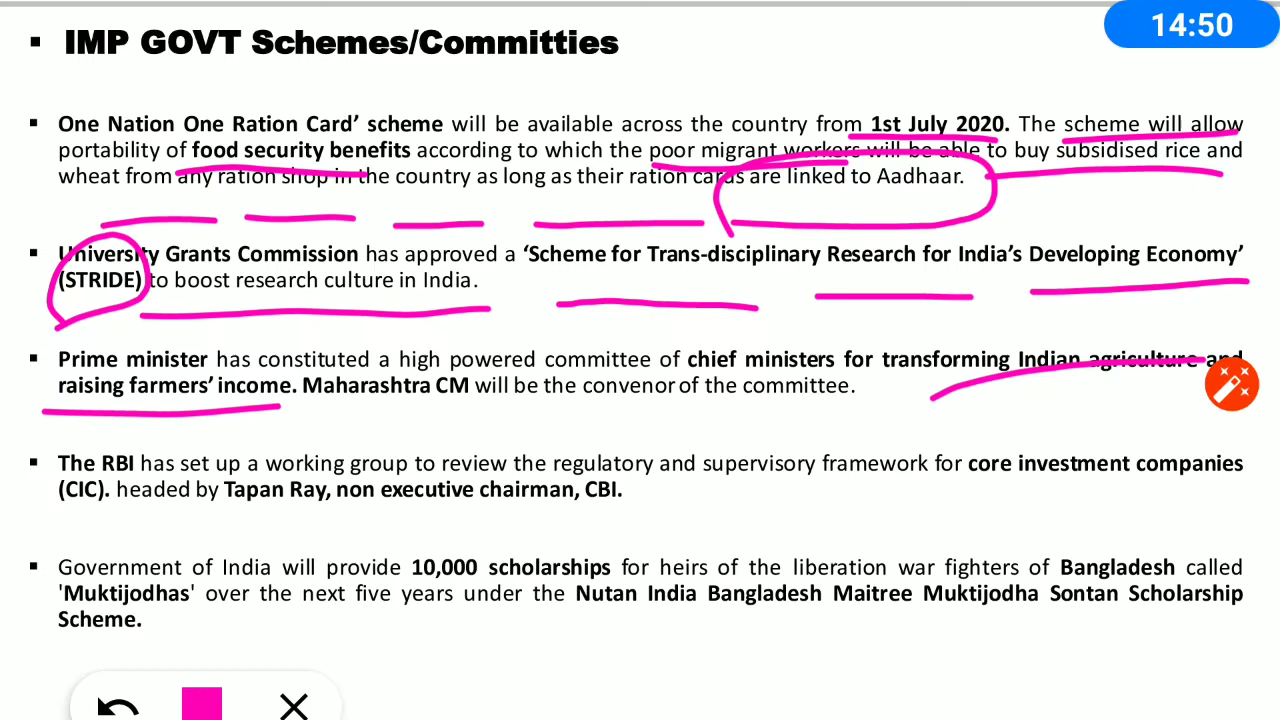 IMP GOVT Schemes/Committies
14:50
One Nation One Ration Card’ scheme will be available across the country from 1st July 2020. The scheme will allow
portability of food security benefits according to which the poor migrant workers will be able to buy subsidised rice and
wheat from any ration shop in the country as long as their ration cards are linked to Aadhaar.
University Grants Commission has approved a ‘Scheme for Trans-disciplinary Research for India’s Developing Economy’
(STRIDE) to boost research culture in India.
Prime minister has constituted a high powered committee of chief ministers for transforming Indian agriculture and
raising farmers’ income. Maharashtra CM will be the convenor of the committee.
The RBI has set up a working group to review the regulatory and supervisory framework for core investment companies
(CIC). headed by Tapan Ray, non executive chairman, CBI.
Government of India will provide 10,000 scholarships for heirs of the liberation war fighters of Bangladesh called
'Muktijodhas' over the next five years under the Nutan India Bangladesh Maitree Muktijodha Sontan Scholarship
Scheme.